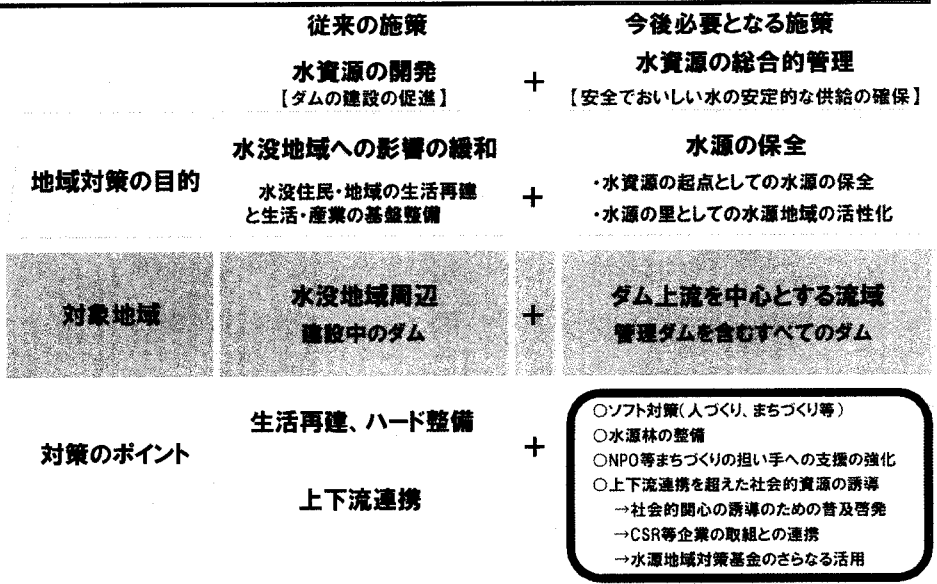 従来の施策
今後必要となる施策
水資源の開発
【ダムの建設の促進】
+
水資源の総合的管理
【安全でおいしい水の安定的な供給の確保】
地域対策の目的
水没地域への影響の緩和
水没住民・地域の生活再建
と生活・産業の基盤整備
+
水源の保全
・水資源の起点としての水源の保全
・水源の里としての水源地域の活性化
対象地域
水没地域周辺
建設中のダム
+
ダム上流を中心とする流域
管理ダムを含むすべてのダム
対策のポイント
生活再建、ハード整備
上下流連携
+
○ソフト対策(人づくり、まちづくり等)
○水源林の整備
○NPO等まちづくりの担い手への支援の強化
○上下流連携を超えた社会的資源の誘導
→社会的関心の誘導のための普及啓発
→CSR等企業の取組との連携
→水源地域対策基金のさらなる活用